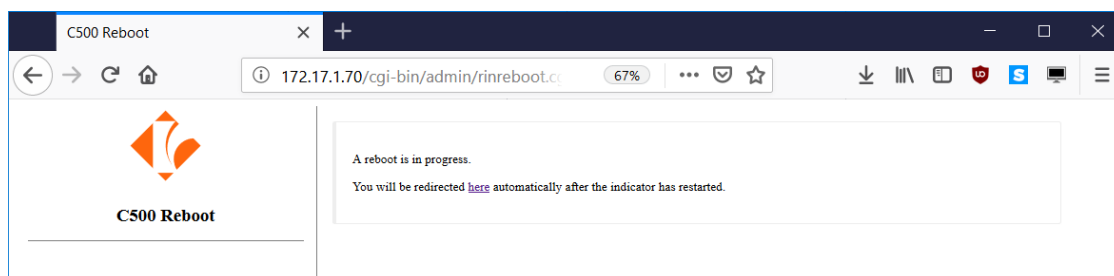 C500 Reboot
172.17.1.70/cgi-bin/admin/rinreboot.c
67%
A reboot is in progress.
You will be redirected here automatically after the indicator has restarted.
C500 Reboot